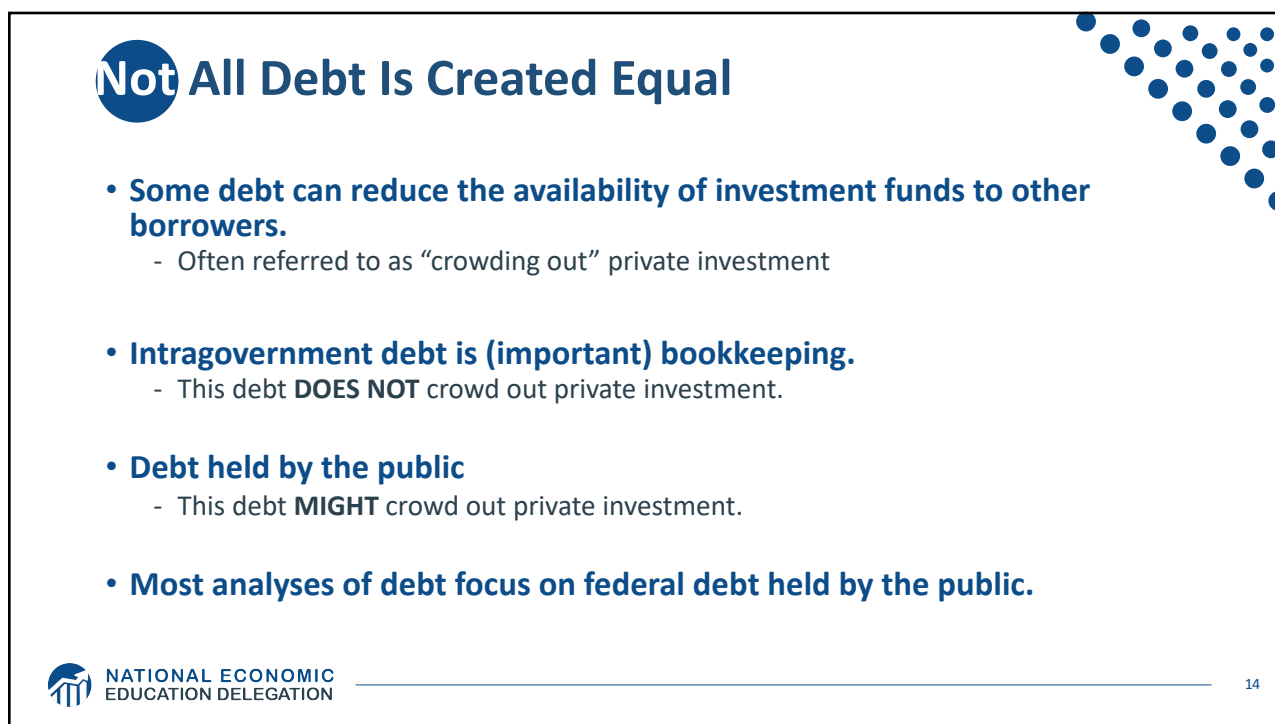 Not All Debt Is Created Equal
• Some debt can reduce the availability of investment funds to other
borrowers.
- Often referred to as “crowding out” private investment
• Intragovernment debt is (important) bookkeeping.
- This debt DOES NOT crowd out private investment.
• Debt held by the public
- This debt MIGHT crowd out private investment.
• Most analyses of debt focus on federal debt held by the public.
NATIONAL ECONOMIC
EDUCATION DELEGATION
14